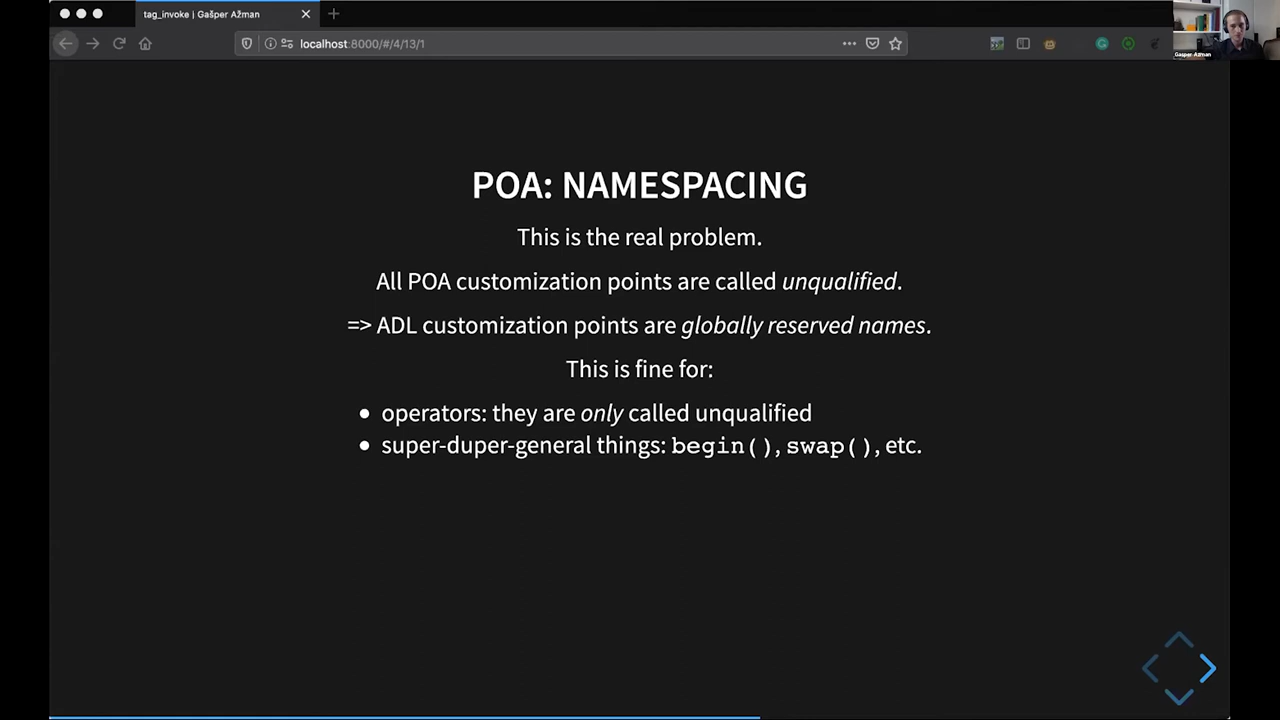 tag_invoke | Gašper Ažman
localhost:8000/#/4/13/1
Gasper Azman
POA: NAMESPACING
This is the real problem.
All POA customization points are called unqualified.
=> ADL customization points are globally reserved names.
This is fine for:
operators: they are only called unqualified
super-duper-general things: begin(), swap(), etc.